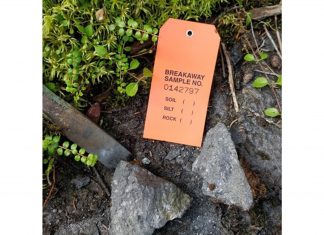 BREAKAWAY
SAMPLE NO.
0142797
SOIL ( )
SILT ( )
ROCK ( )